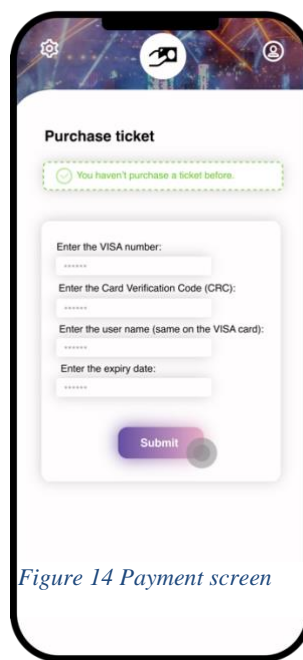 Purchase ticket
You haven't purchase a ticket before.
Enter the VISA number:
------
Enter the Card Verification Code (CRC):
------
Enter the user name (same on the VISA card):
------
Enter the expiry date:
------
Submit
Figure 14 Payment screen